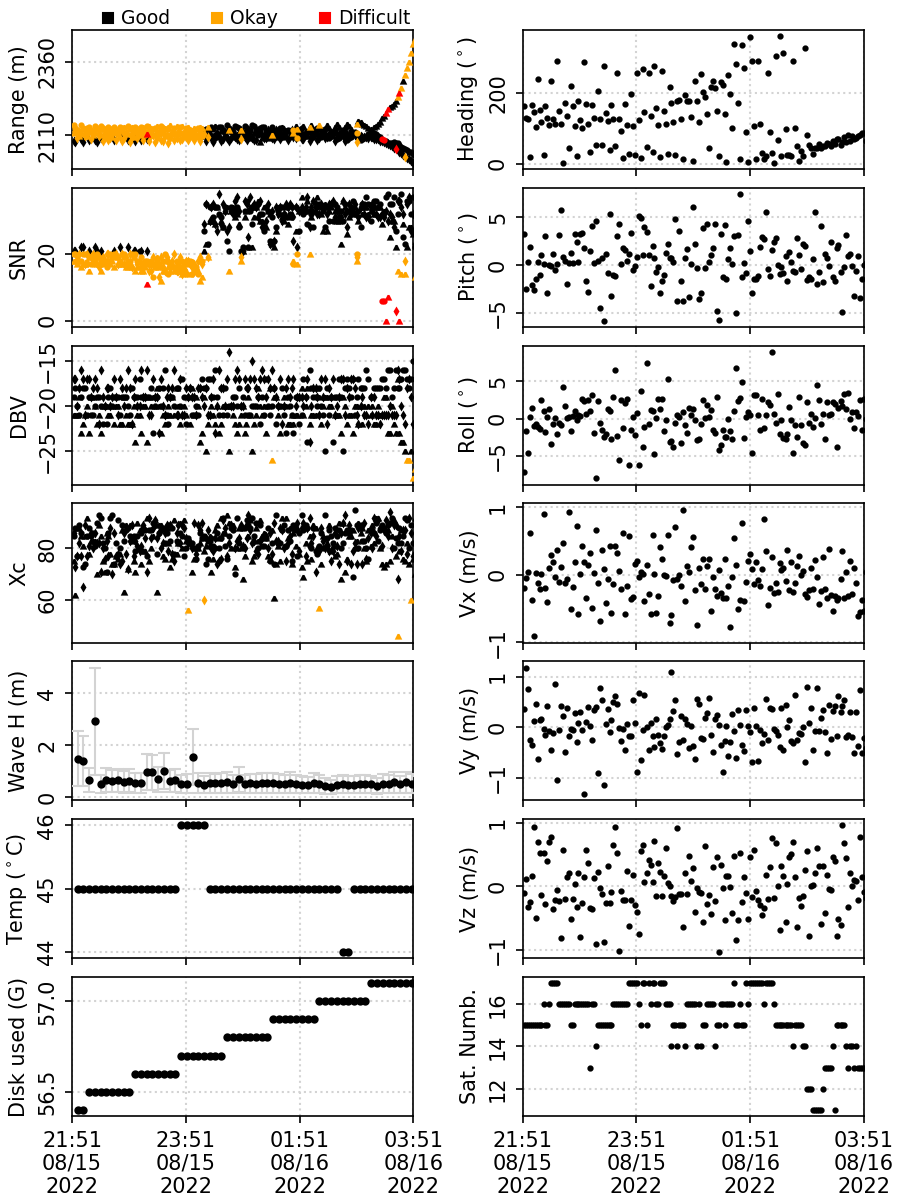 Good Okay Difficult
Range (m)
2360
2110
Heading (°)
200
0
SNR
20
0
Pitch (°)
5
0
−5
DBV
−15
−20
−25
Roll (°)
5
0
−5
Xc
80
60
Vx (m/s)
1
0
−1
Wave H (m)
4
2
0
Vy (m/s)
1
0
−1
Temp (°C)
46
45
44
Vz (m/s)
1
0
−1
Disk used (G)
57.0
56.5
Sat. Numb.
16
14
12
21:51 23:51 01:51 03:51
08/15 08/15 08/16 08/16
2022 2022 2022 2022
21:51 23:51 01:51 03:51
08/15 08/15 08/16 08/16
2022 2022 2022 2022